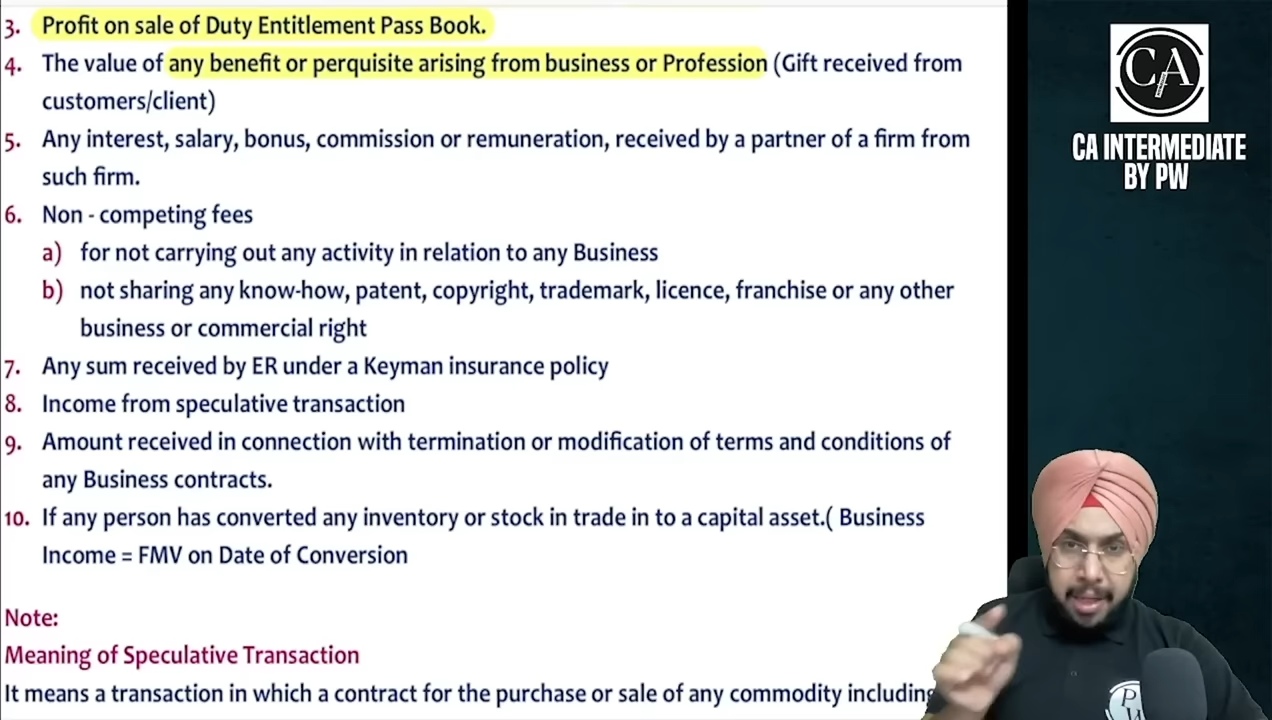 3. Profit on sale of Duty Entitlement Pass Book.
4. The value of any benefit or perquisite arising from business or Profession (Gift received from
customers/client)
5. Any interest, salary, bonus, commission or remuneration, received by a partner of a firm from
such firm.
6. Non - competing fees
a) for not carrying out any activity in relation to any Business
b) not sharing any know-how, patent, copyright, trademark, licence, franchise or any other
business or commercial right
7. Any sum received by ER under a Keyman insurance policy
8. Income from speculative transaction
9. Amount received in connection with termination or modification of terms and conditions of
any Business contracts.
10. If any person has converted any inventory or stock in trade in to a capital asset.( Business
Income = FMV on Date of Conversion
Note:
Meaning of Speculative Transaction
It means a transaction in which a contract for the purchase or sale of any commodity including
CA
CA INTERMEDIATE
BY PW